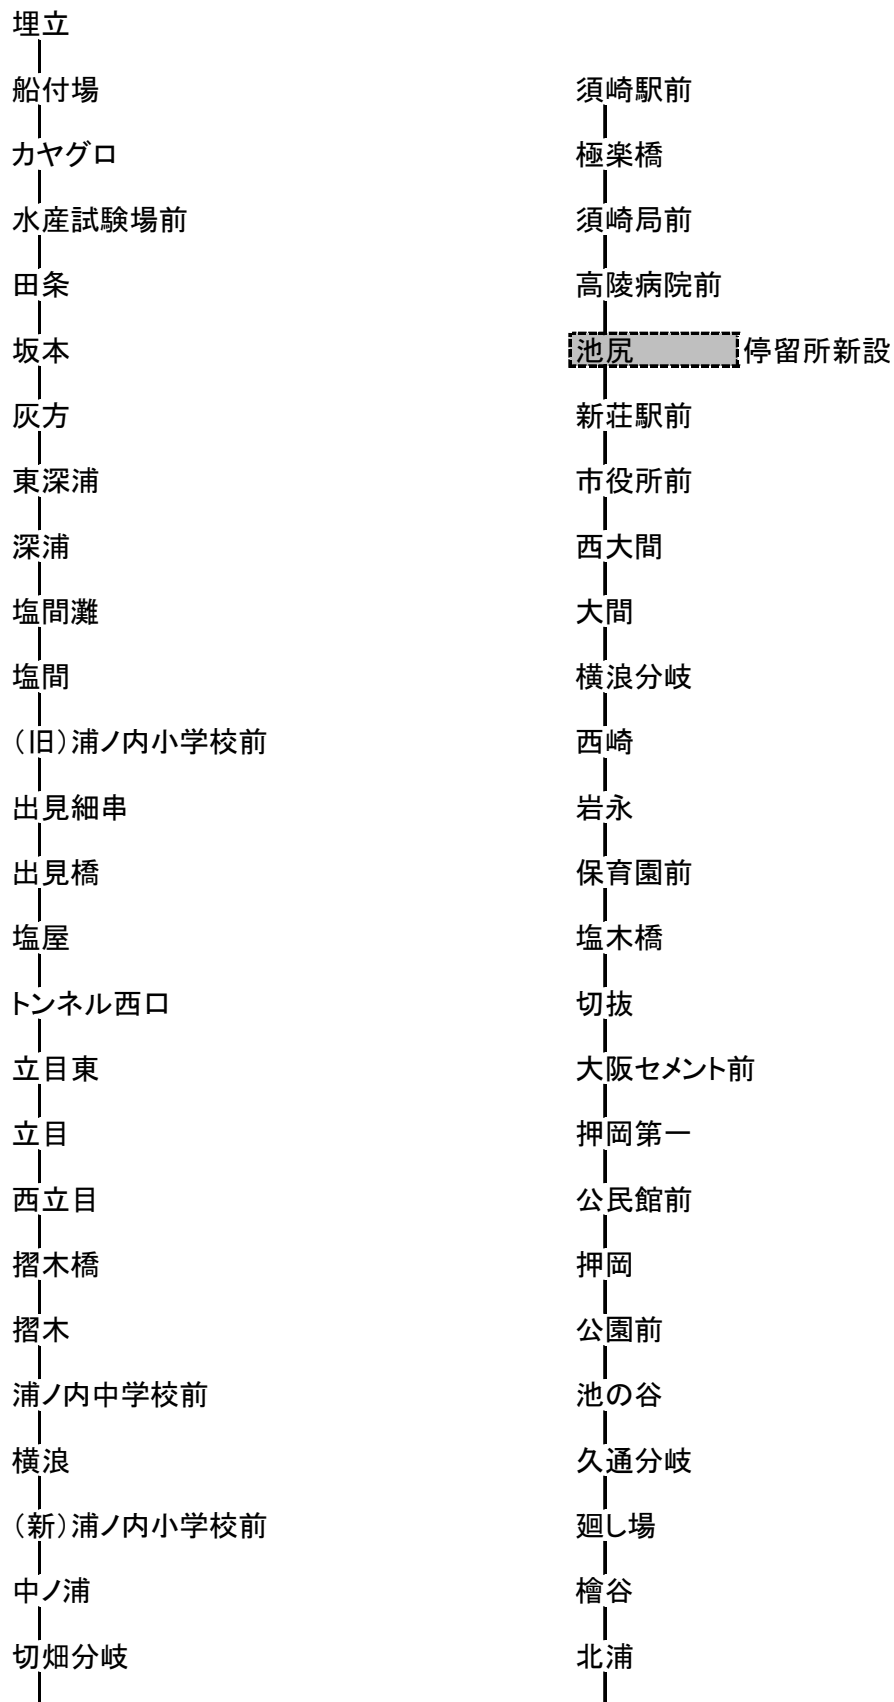 埋立
船付場
カヤグロ
水産試験場前
田条
坂本
灰方
東深浦
深浦
塩間灘
塩間
（旧）浦ノ内小学校前
出見細串
出見橋
塩屋
トンネル西口
立目東
立目
西立目
摺木橋
摺木
浦ノ内中学校前
横浪
（新）浦ノ内小学校前
中ノ浦
切畑分岐
須崎駅前
極楽橋
須崎局前
高陵病院前
池尻 停留所新設
新荘駅前
市役所前
西大間
大間
横浪分岐
西崎
岩永
保育園前
塩木橋
切抜
大阪セメント前
押岡第一
公民館前
押岡
公園前
池の谷
久通分岐
廻し場
檜谷
北浦